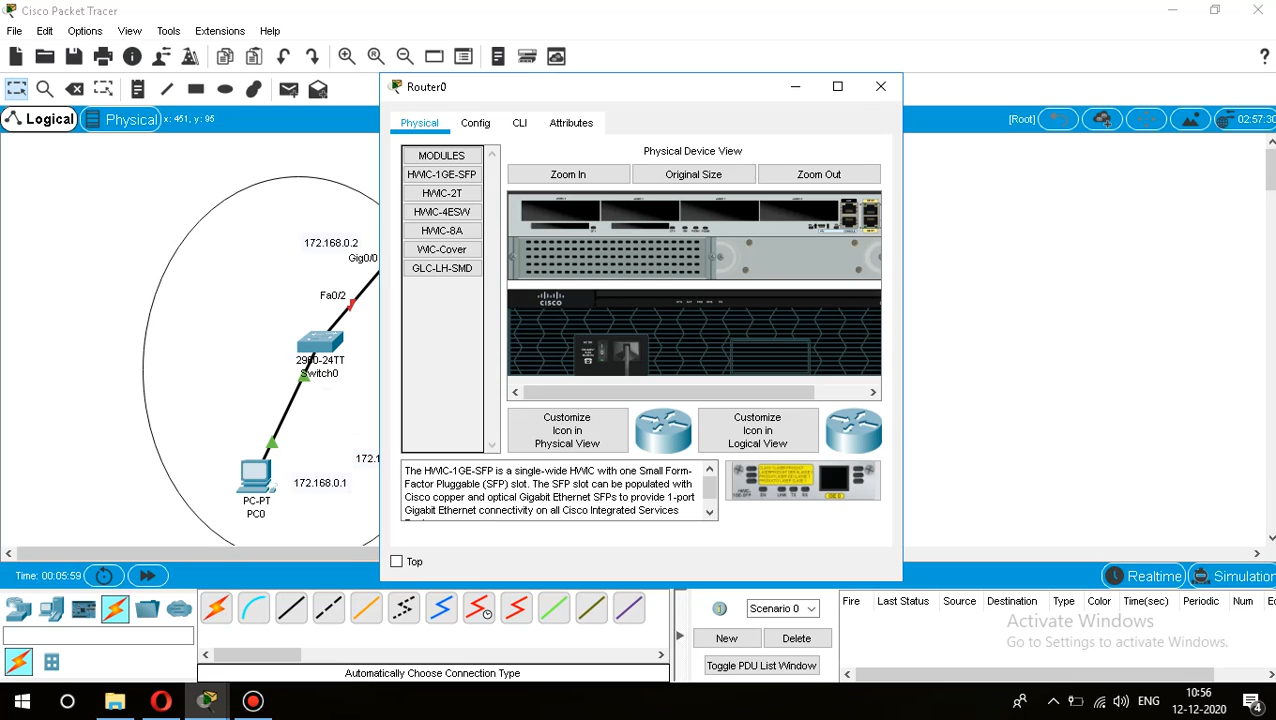 Cisco Packet Tracer
File Edit Options View Tools Extensions Help
Logical Physical x: 451, y: 95 [Root] 02:57:30
Router0
Physical Config CLI Attributes
MODULES
HWIC-1GE-SFP
HWIC-2T
HWIC-4ESW
HWIC-8A
WIC-Cover
GLC-LH-SMD
Physical Device View
Zoom In Original Size Zoom Out
CISCO
Customize
Icon in
Physical View
Customize
Icon in
Logical View
The HWIC-1GE-SFP is a single-wide HWIC with one Small Form-
Factor Pluggable (SFP) slot. The SFP slot can be populated with
Cisco copper and optical Gigabit Ethernet SFPs to provide 1-port
Gigabit Ethernet connectivity on all Cisco Integrated Services
Top
172.168.0.2
Gig0/0
Fa0/2
2960-24TT
Switch0
172.1
172.168.0.1
PC-PT
PC0
Time: 00:05:59 Realtime Simulation
Scenario 0
New Delete
Toggle PDU List Window
Fire Last Status Source Destination Type Color Time(sec) Periodic Num
Activate Windows
Go to Settings to activate Windows.
Automatically Choose Connection Type
ENG
10:56
12-12-2020
4